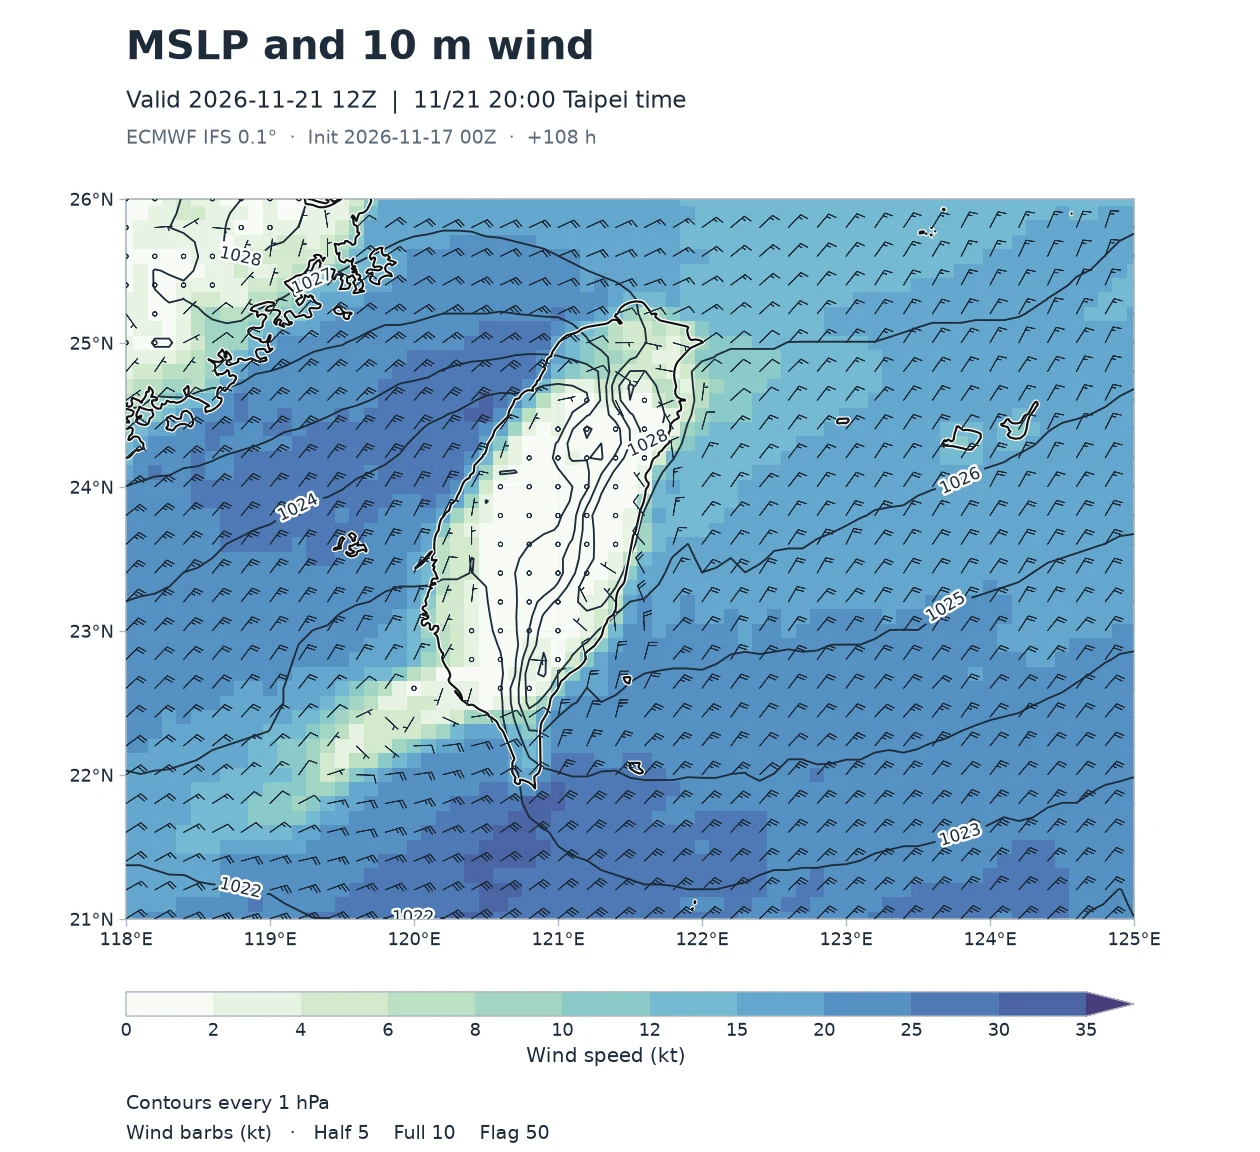 MSLP and 10 m wind
Valid 2026-11-21 12Z | 11/21 20:00 Taipei time
ECMWF IFS 0.1° · Init 2026-11-17 00Z · +108 h
26°N
25°N
24°N
23°N
22°N
21°N
1028
1027
1028
1026
1024
1025
1023
1022
1022
118°E 119°E 120°E 121°E 122°E 123°E 124°E 125°E
0 2 4 6 8 10 12 15 20 25 30 35
Wind speed (kt)
Contours every 1 hPa
Wind barbs (kt) · Half 5 Full 10 Flag 50